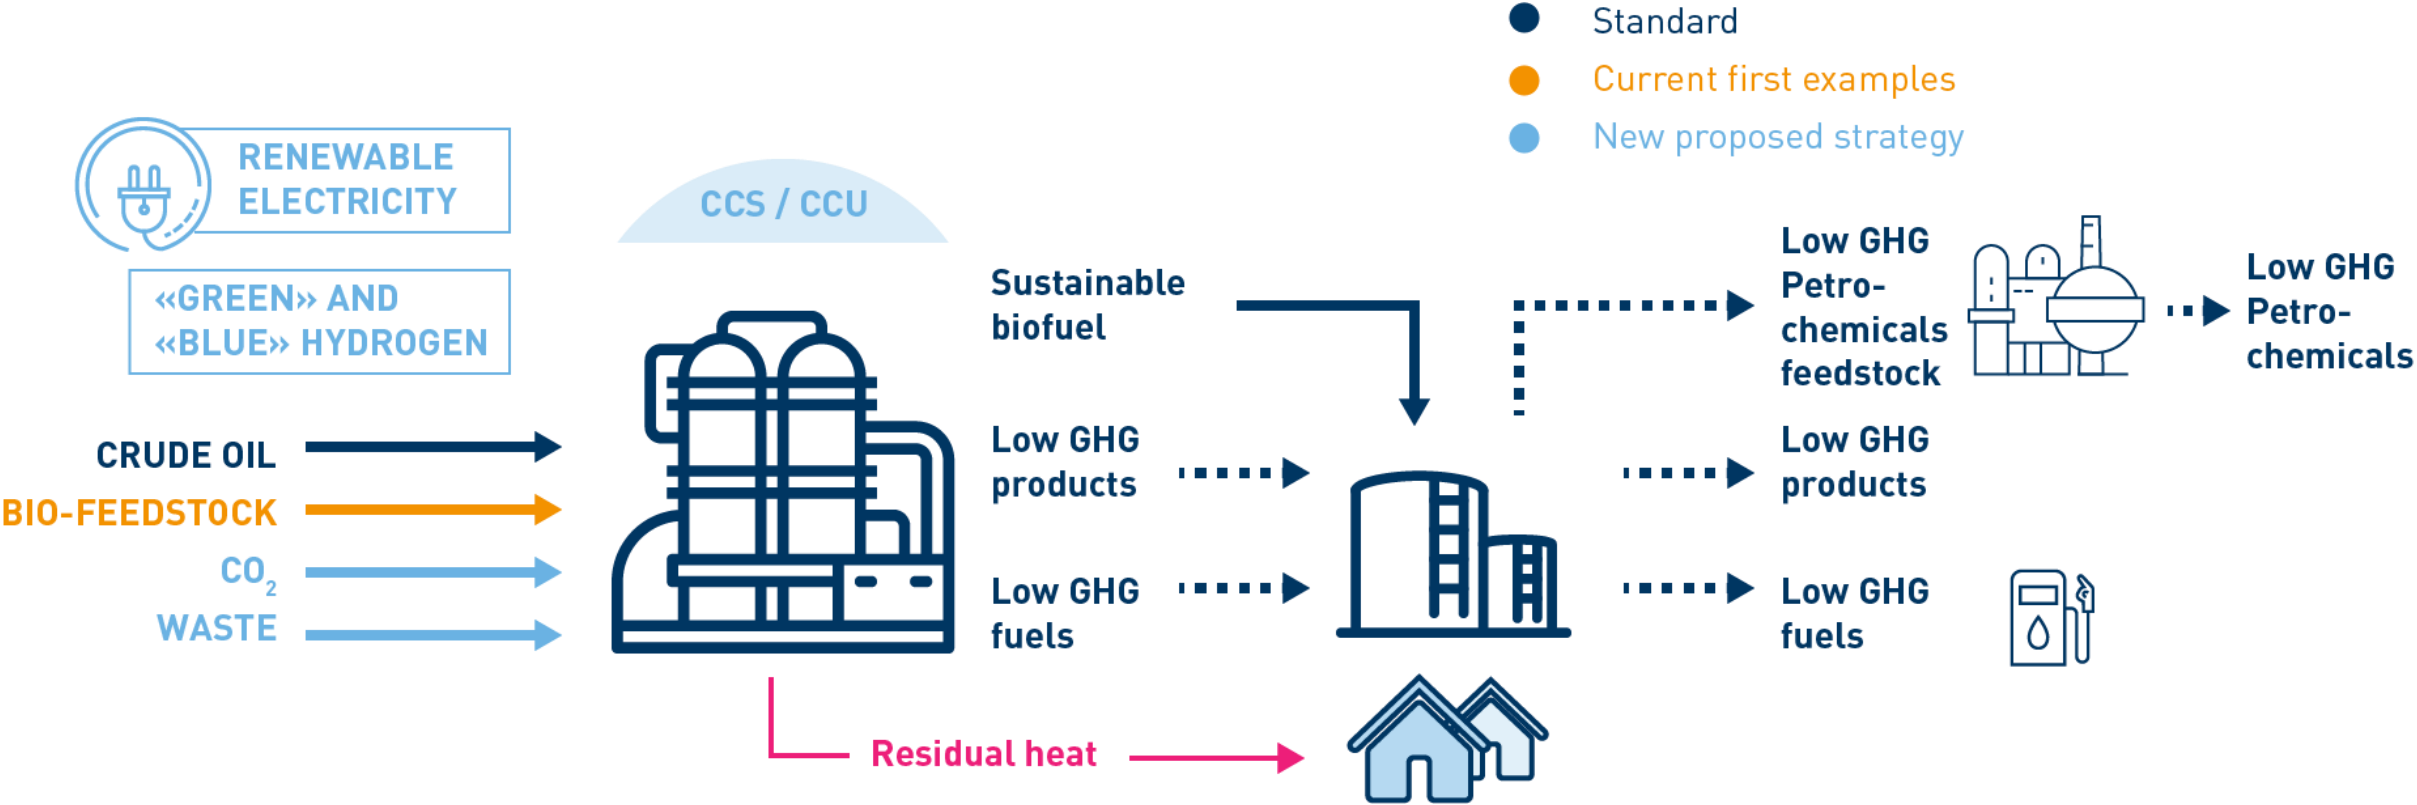 Standard
Current first examples
New proposed strategy
RENEWABLE
ELECTRICITY
«GREEN» AND
«BLUE» HYDROGEN
CRUDE OIL
BIO-FEEDSTOCK
CO₂
WASTE
CCS / CCU
Sustainable
biofuel
Low GHG
products
Low GHG
fuels
Residual heat
Low GHG
Petro-
chemicals
feedstock
Low GHG
products
Low GHG
fuels
Low GHG
Petro-
chemicals